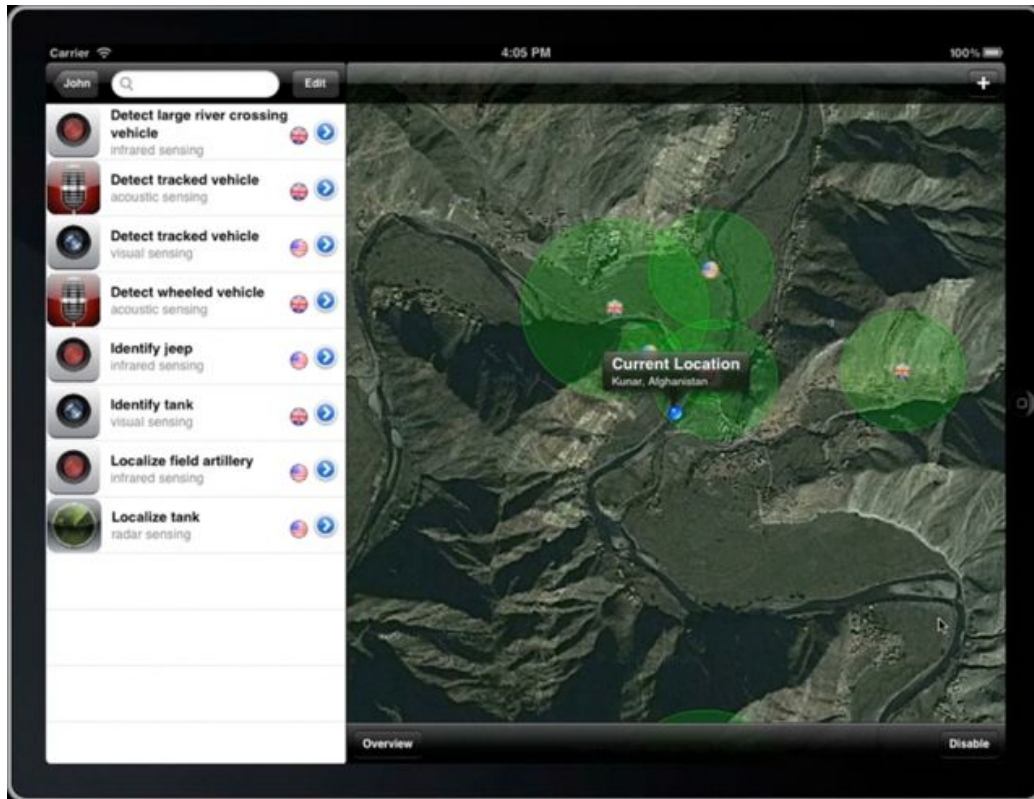 Carrier 4:05 PM 100%
John Edit +
Detect large river crossing
vehicle
infrared sensing
Detect tracked vehicle
acoustic sensing
Detect tracked vehicle
visual sensing
Detect wheeled vehicle
acoustic sensing
Identify jeep
infrared sensing
Identify tank
visual sensing
Localize field artillery
infrared sensing
Localize tank
radar sensing
Current Location
Kunar, Afghanistan
Overview Disable